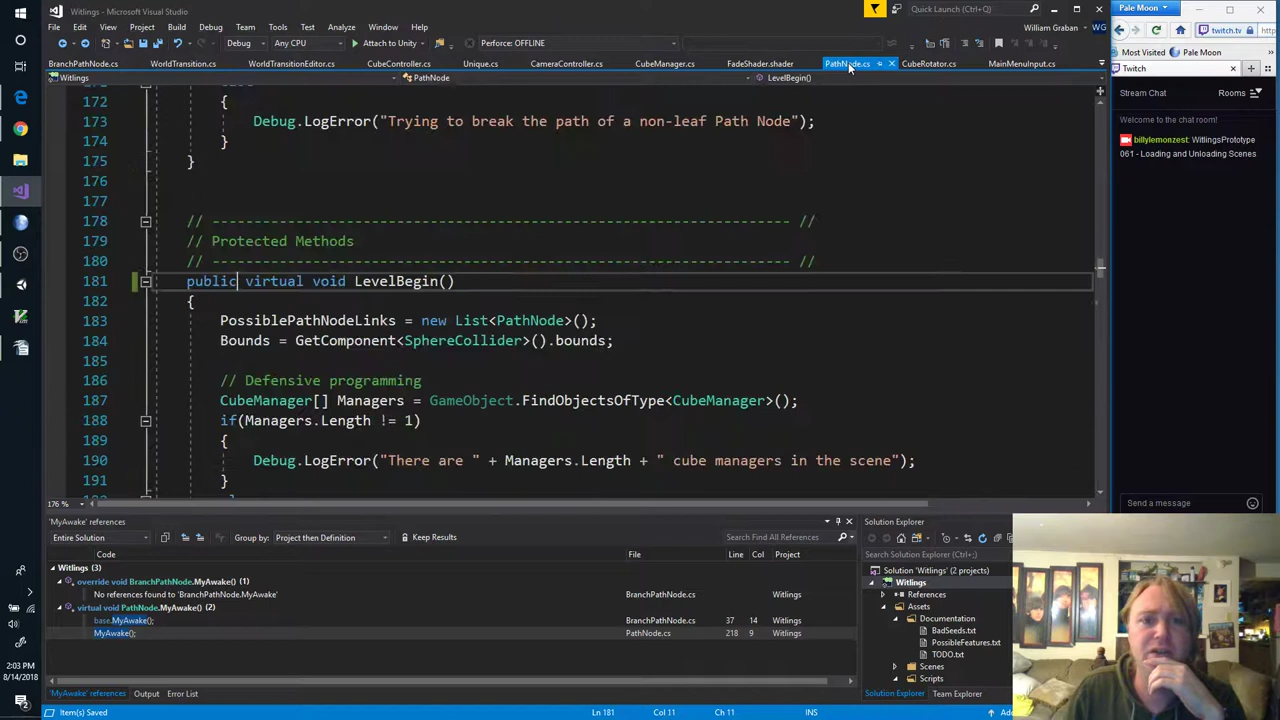 Witlings - Microsoft Visual Studio
Quick Launch (Ctrl+Q)
Pale Moon
File Edit View Project Build Debug Team Tools Test Analyze Window Help
William Graban WG
twitch.tv
Debug Any CPU Attach to Unity Perforce: OFFLINE
Most Visited Pale Moon
BranchPathNode.cs WorldTransition.cs WorldTransitionEditor.cs CubeController.cs Unique.cs CameraController.cs CubeManager.cs FadeShader.shader PathNode.cs CubeRotator.cs MainMenuInput.cs
Twitch
Witlings PathNode LevelBegin()
Stream Chat Rooms
172 {
173 Debug.LogError("Trying to break the path of a non-leaf Path Node");
174 }
175 }
176
177
178 // --------------------------------------------------------------------- //
179 // Protected Methods
180 // --------------------------------------------------------------------- //
181 public virtual void LevelBegin()
182 {
183 PossiblePathNodeLinks = new List<PathNode>();
184 Bounds = GetComponent<SphereCollider>().bounds;
185
186 // Defensive programming
187 CubeManager[] Managers = GameObject.FindObjectsOfType<CubeManager>();
188 if(Managers.Length != 1)
189 {
190 Debug.LogError("There are " + Managers.Length + " cube managers in the scene");
191 }
Welcome to the chat room!
billylemonzest: WitlingsPrototype
061 - Loading and Unloading Scenes
Send a message
176 %
'MyAwake' references
Entire Solution Group by: Project then Definition Keep Results Search Find All References
Code File Line Col Project
Witlings (3)
override void BranchPathNode.MyAwake() (1)
No references found to 'BranchPathNode.MyAwake' BranchPathNode.cs Witlings
virtual void PathNode.MyAwake() (2)
base.MyAwake(); BranchPathNode.cs 37 14 Witlings
MyAwake(); PathNode.cs 218 9 Witlings
'MyAwake' references Output Error List
Solution Explorer
Search Solution Explorer (Ctrl+;)
Solution 'Witlings' (2 projects)
Witlings
References
Assets
Documentation
BadSeeds.txt
PossibleFeatures.txt
TODO.txt
Scenes
Scripts
Solution Explorer Team Explorer
Item(s) Saved Ln 181 Col 11 Ch 11 INS
2:03 PM
8/14/2018
2